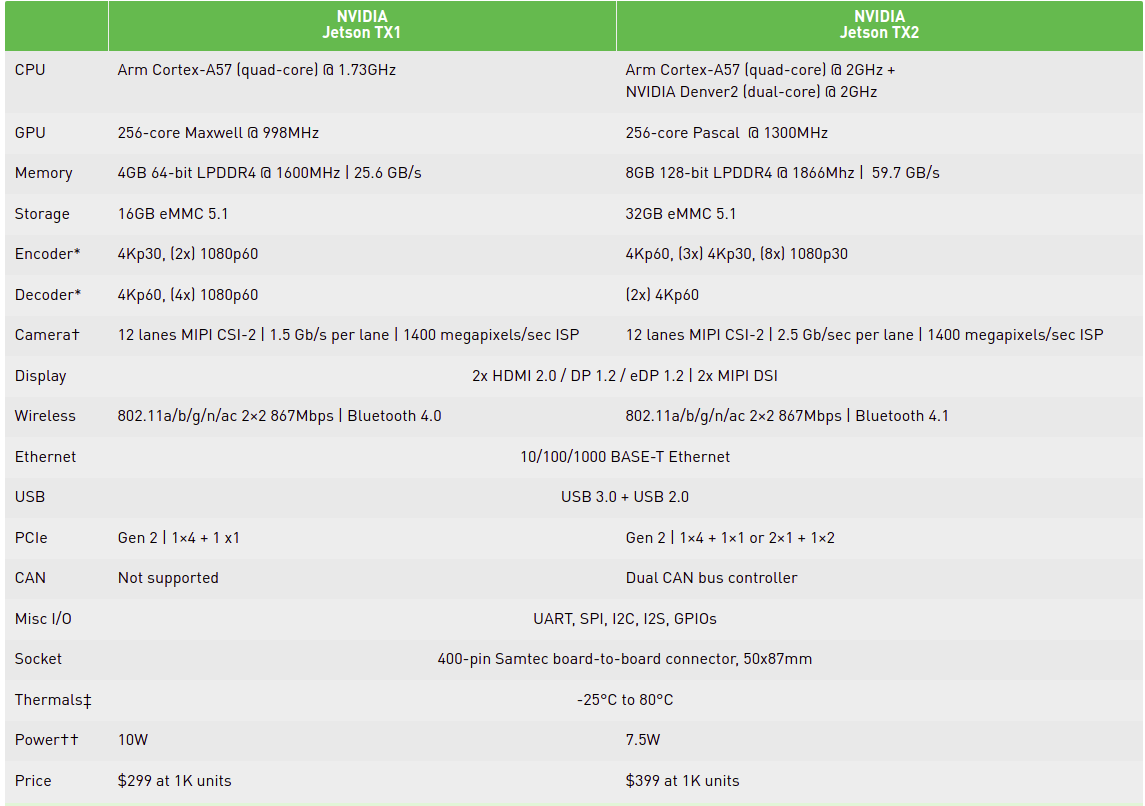 NVIDIA
Jetson TX1
NVIDIA
Jetson TX2
CPU
Arm Cortex-A57 (quad-core) @ 1.73GHz
Arm Cortex-A57 (quad-core) @ 2GHz +
NVIDIA Denver2 (dual-core) @ 2GHz
GPU
256-core Maxwell @ 998MHz
256-core Pascal @ 1300MHz
Memory
4GB 64-bit LPDDR4 @ 1600MHz | 25.6 GB/s
8GB 128-bit LPDDR4 @ 1866Mhz | 59.7 GB/s
Storage
16GB eMMC 5.1
32GB eMMC 5.1
Encoder*
4Kp30, (2x) 1080p60
4Kp60, (3x) 4Kp30, (8x) 1080p30
Decoder*
4Kp60, (4x) 1080p60
(2x) 4Kp60
Camera†
12 lanes MIPI CSI-2 | 1.5 Gb/s per lane | 1400 megapixels/sec ISP
12 lanes MIPI CSI-2 | 2.5 Gb/sec per lane | 1400 megapixels/sec ISP
Display
2x HDMI 2.0 / DP 1.2 / eDP 1.2 | 2x MIPI DSI
Wireless
802.11a/b/g/n/ac 2×2 867Mbps | Bluetooth 4.0
802.11a/b/g/n/ac 2×2 867Mbps | Bluetooth 4.1
Ethernet
10/100/1000 BASE-T Ethernet
USB
USB 3.0 + USB 2.0
PCIe
Gen 2 | 1×4 + 1 x1
Gen 2 | 1×4 + 1×1 or 2×1 + 1×2
CAN
Not supported
Dual CAN bus controller
Misc I/O
UART, SPI, I2C, I2S, GPIOs
Socket
400-pin Samtec board-to-board connector, 50x87mm
Thermals‡
-25°C to 80°C
Power††
10W
7.5W
Price
$299 at 1K units
$399 at 1K units